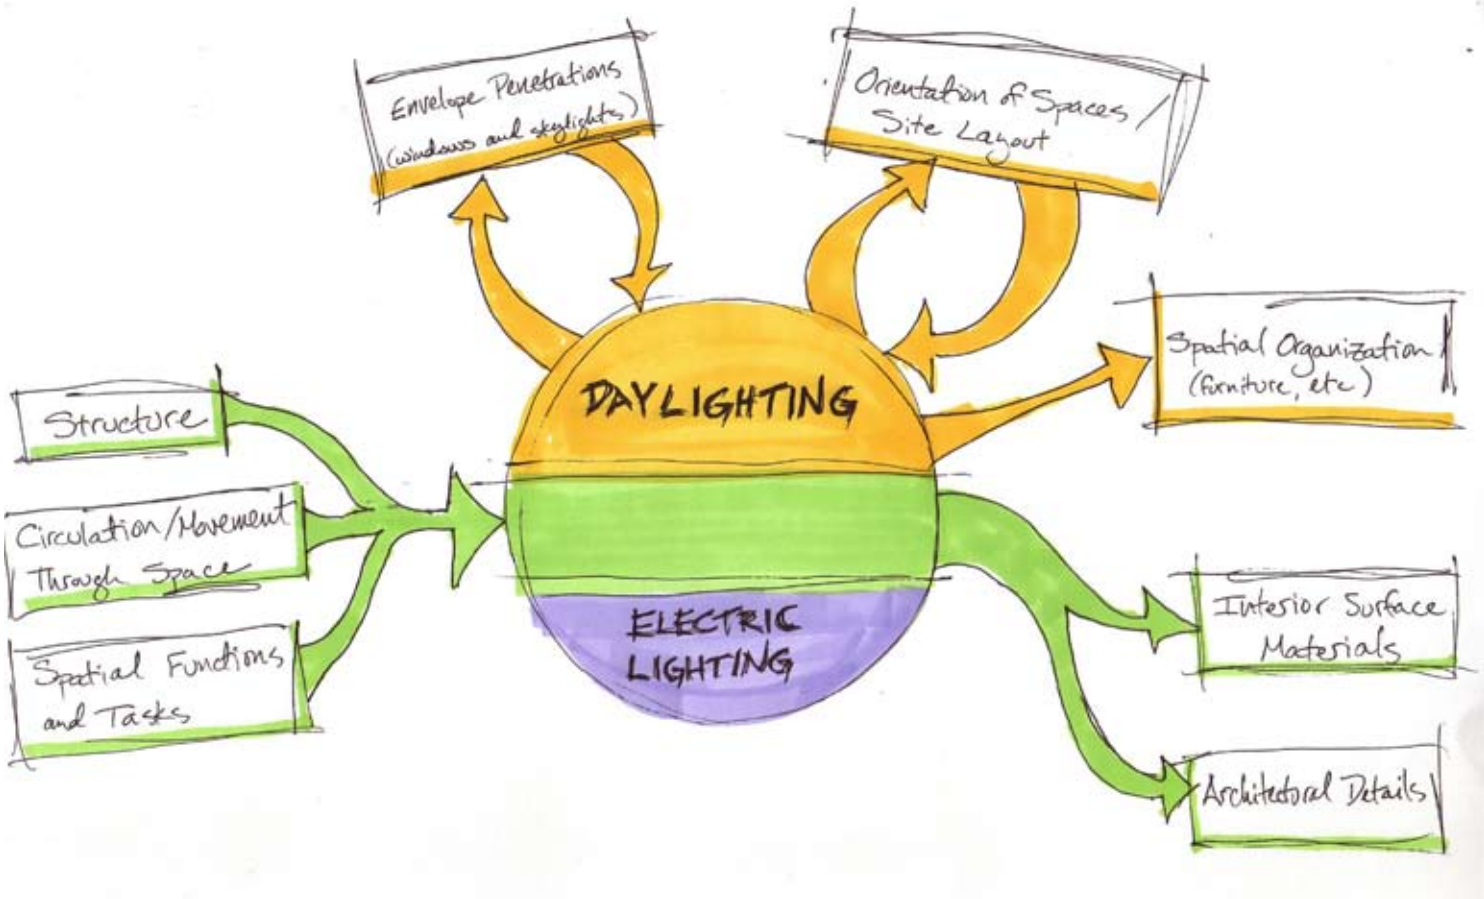 Envelope Penetrations
(windows and skylights)
Orientation of Spaces /
Site Layout
Spatial Organization
(furniture, etc)
DAYLIGHTING
Structure
Circulation/Movement
Through Space
Spatial Functions
and Tasks
ELECTRIC
LIGHTING
Interior Surface
Materials
Architectural Details